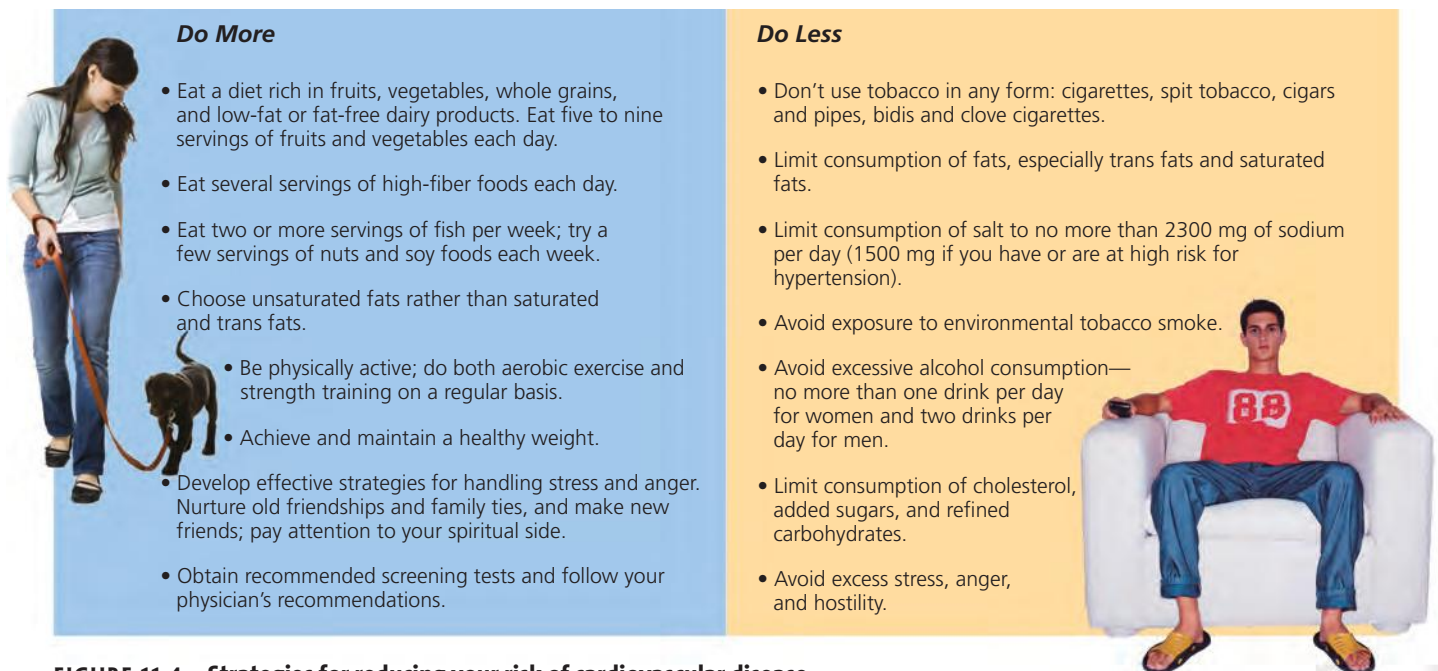 Do More
• Eat a diet rich in fruits, vegetables, whole grains,
and low-fat or fat-free dairy products. Eat five to nine
servings of fruits and vegetables each day.
• Eat several servings of high-fiber foods each day.
• Eat two or more servings of fish per week; try a
few servings of nuts and soy foods each week.
• Choose unsaturated fats rather than saturated
and trans fats.
• Be physically active; do both aerobic exercise and
strength training on a regular basis.
• Achieve and maintain a healthy weight.
• Develop effective strategies for handling stress and anger.
Nurture old friendships and family ties, and make new
friends; pay attention to your spiritual side.
• Obtain recommended screening tests and follow your
physician’s recommendations.
Do Less
• Don’t use tobacco in any form: cigarettes, spit tobacco, cigars
and pipes, bidis and clove cigarettes.
• Limit consumption of fats, especially trans fats and saturated
fats.
• Limit consumption of salt to no more than 2300 mg of sodium
per day (1500 mg if you have or are at high risk for
hypertension).
• Avoid exposure to environmental tobacco smoke.
• Avoid excessive alcohol consumption—
no more than one drink per day
for women and two drinks per
day for men.
• Limit consumption of cholesterol,
added sugars, and refined
carbohydrates.
• Avoid excess stress, anger,
and hostility.
88
FIGURE 11.4 Strategies for reducing your risk of cardiovascular disease